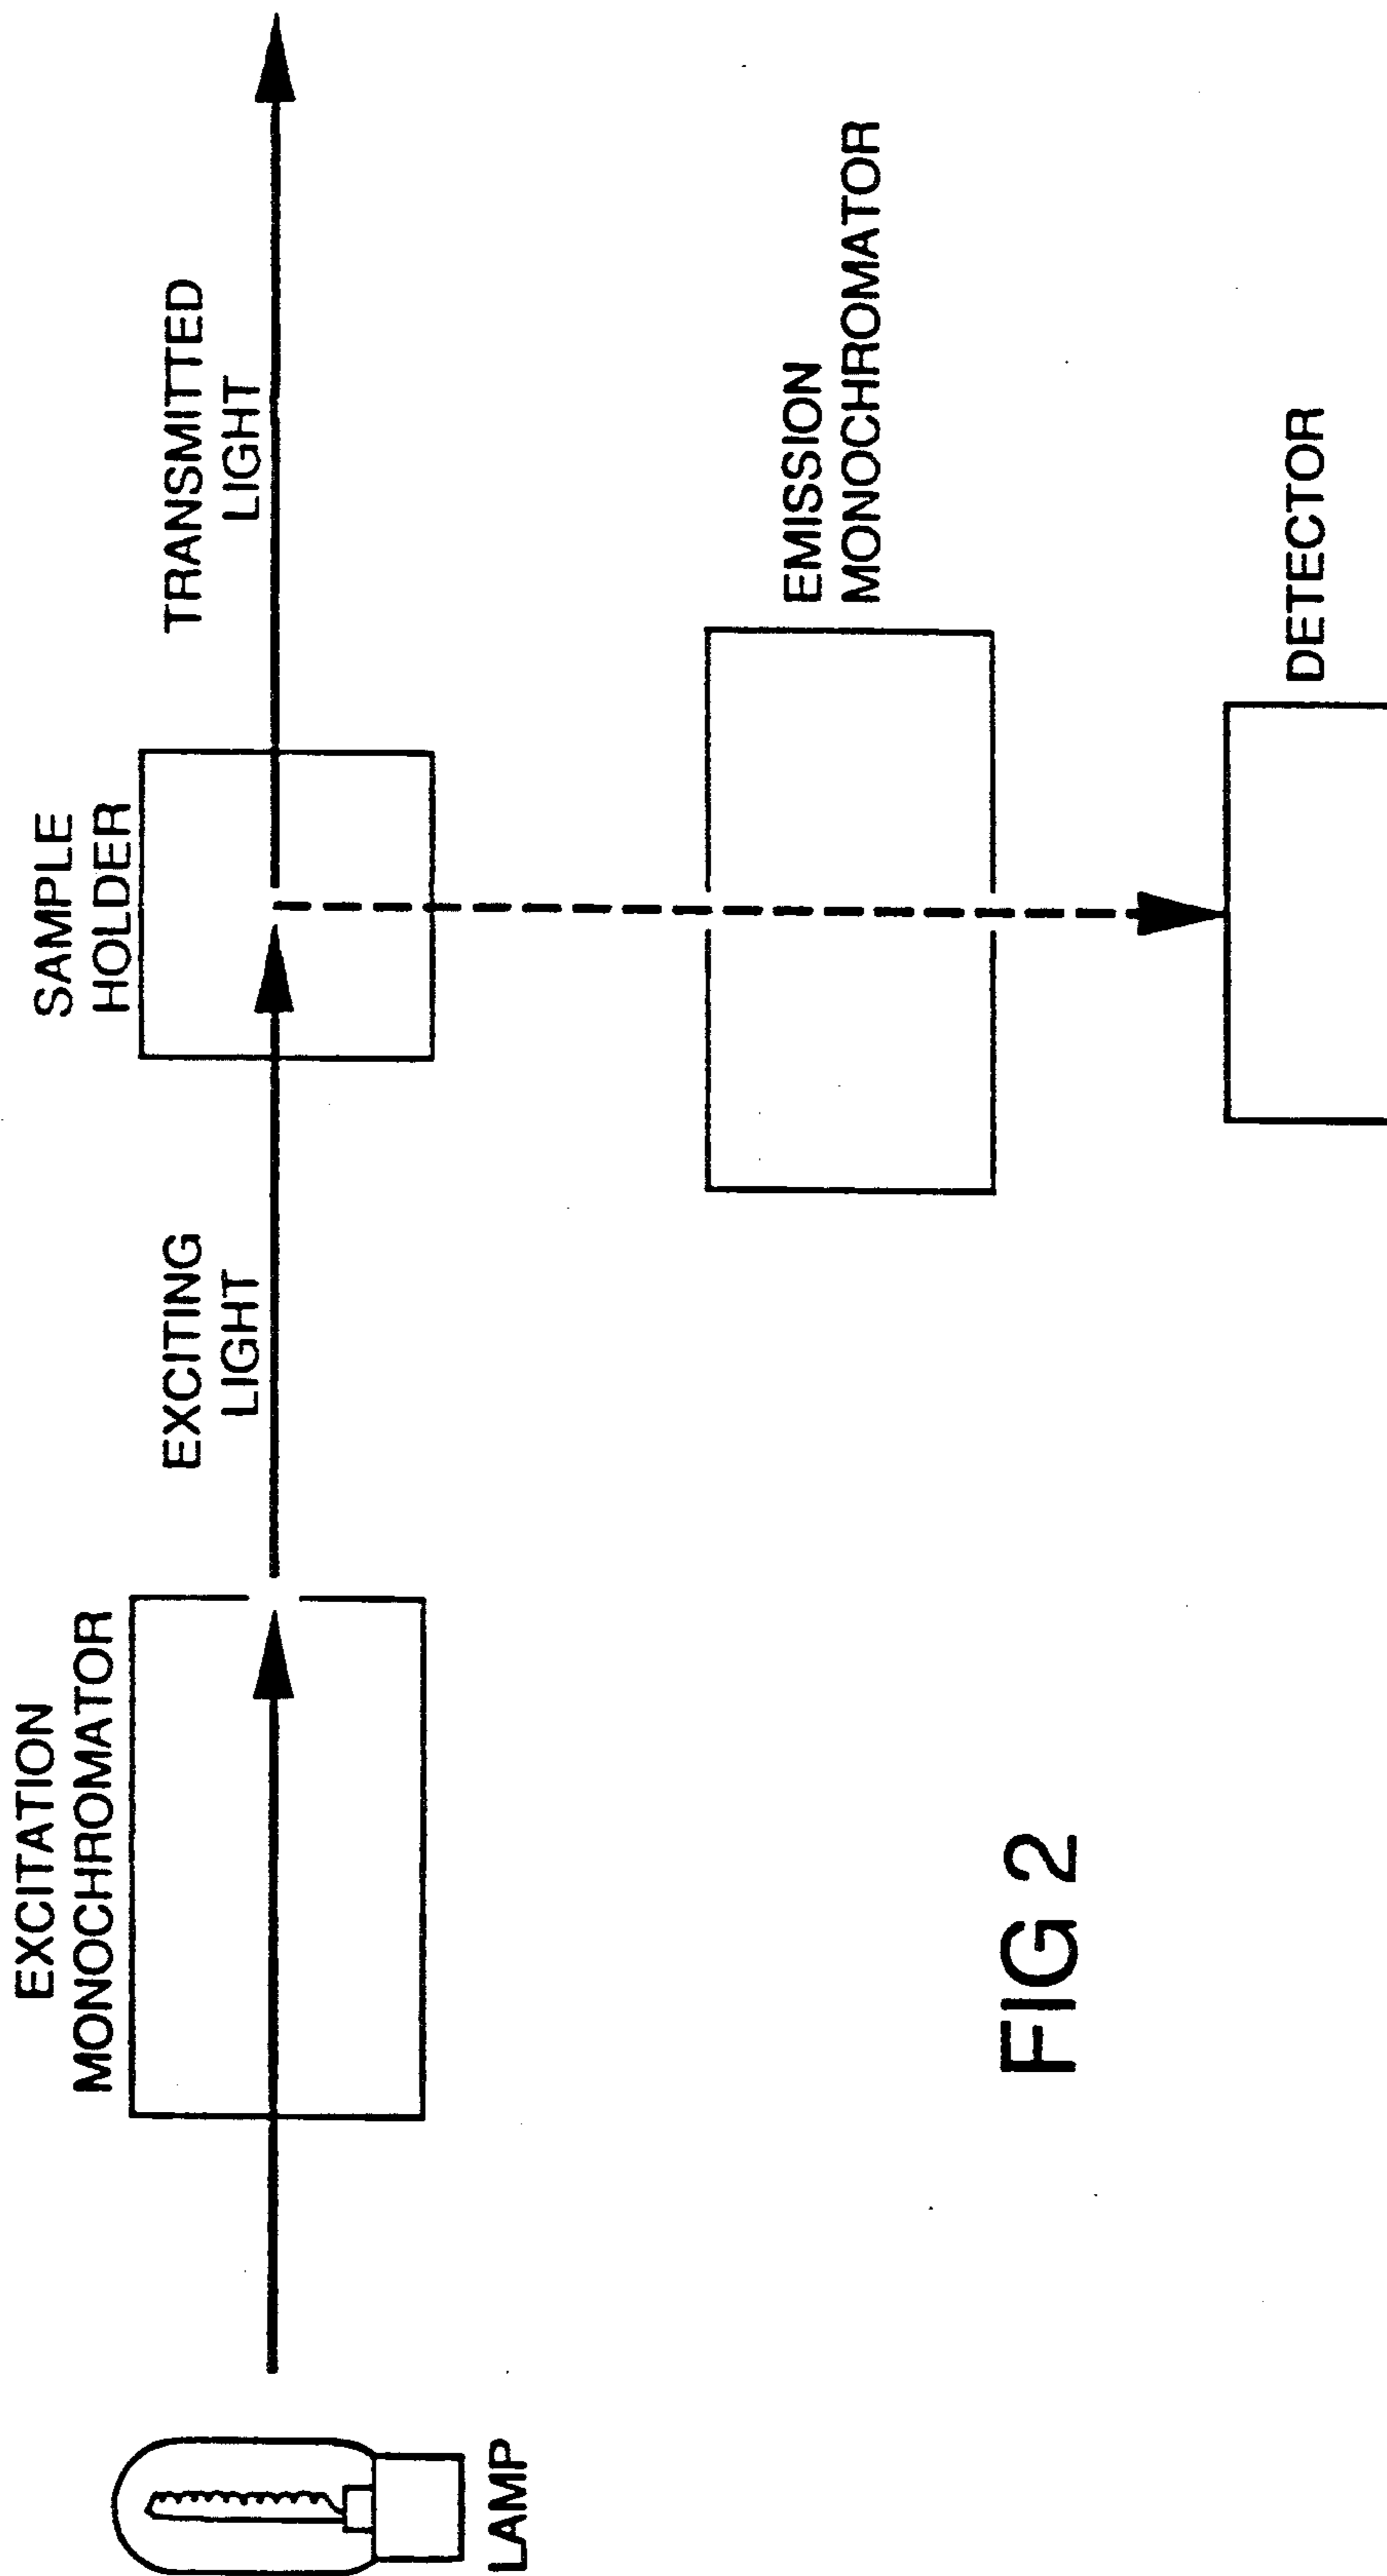 LAMP
EXCITATION
MONOCHROMATOR
EXCITING
LIGHT
SAMPLE
HOLDER
TRANSMITTED
LIGHT
EMISSION
MONOCHROMATOR
DETECTOR
FIG 2